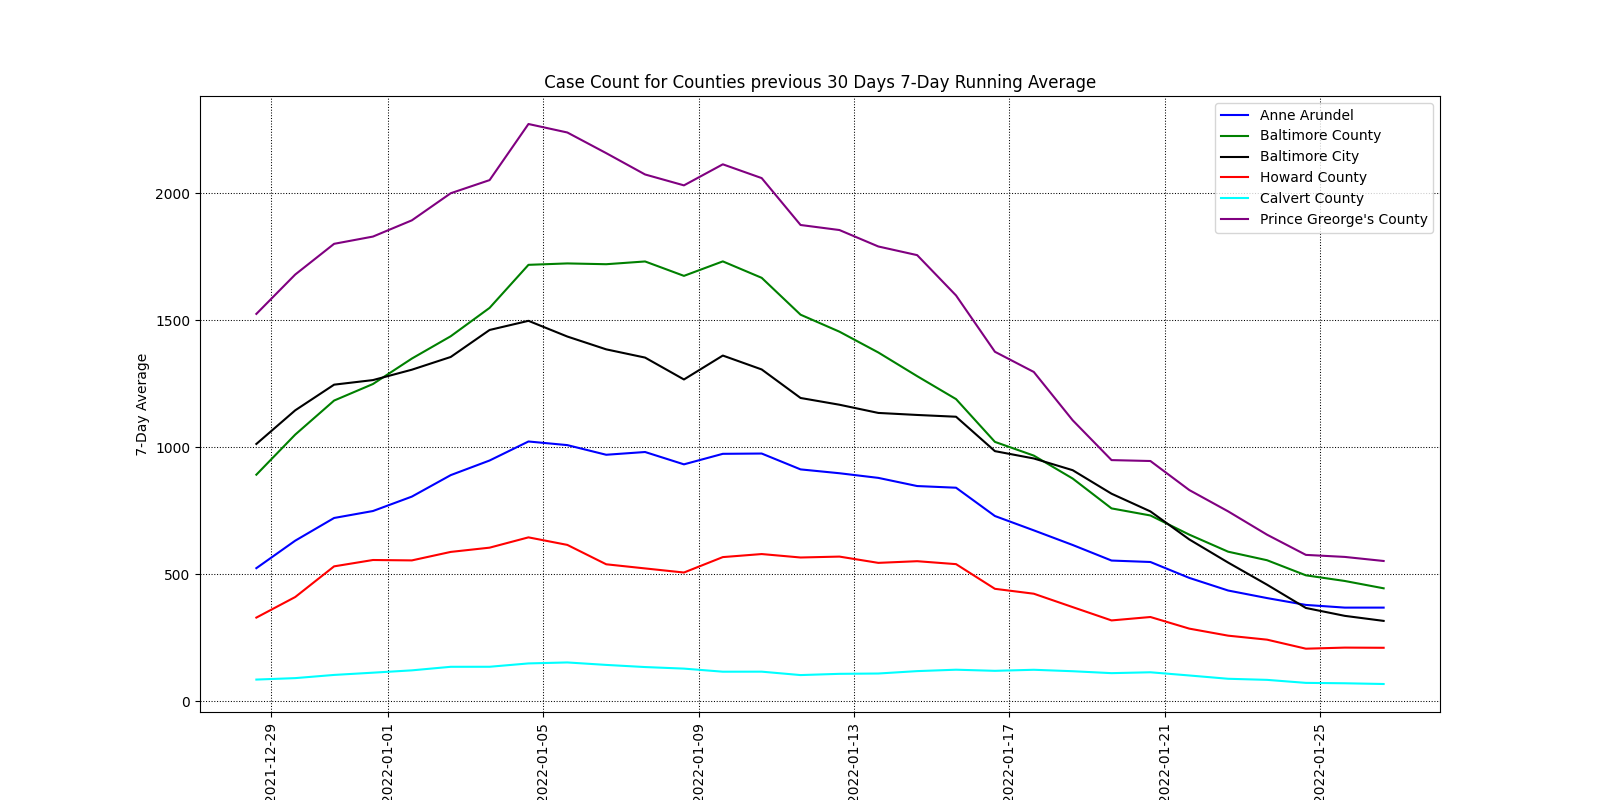 Case Count for Counties previous 30 Days 7-Day Running Average
Anne Arundel
Baltimore County
Baltimore City
Howard County
Calvert County
Prince Greorge's County
7-Day Average
2000
1500
1000
500
0
2021-12-29
2022-01-01
2022-01-05
2022-01-09
2022-01-13
2022-01-17
2022-01-21
2022-01-25